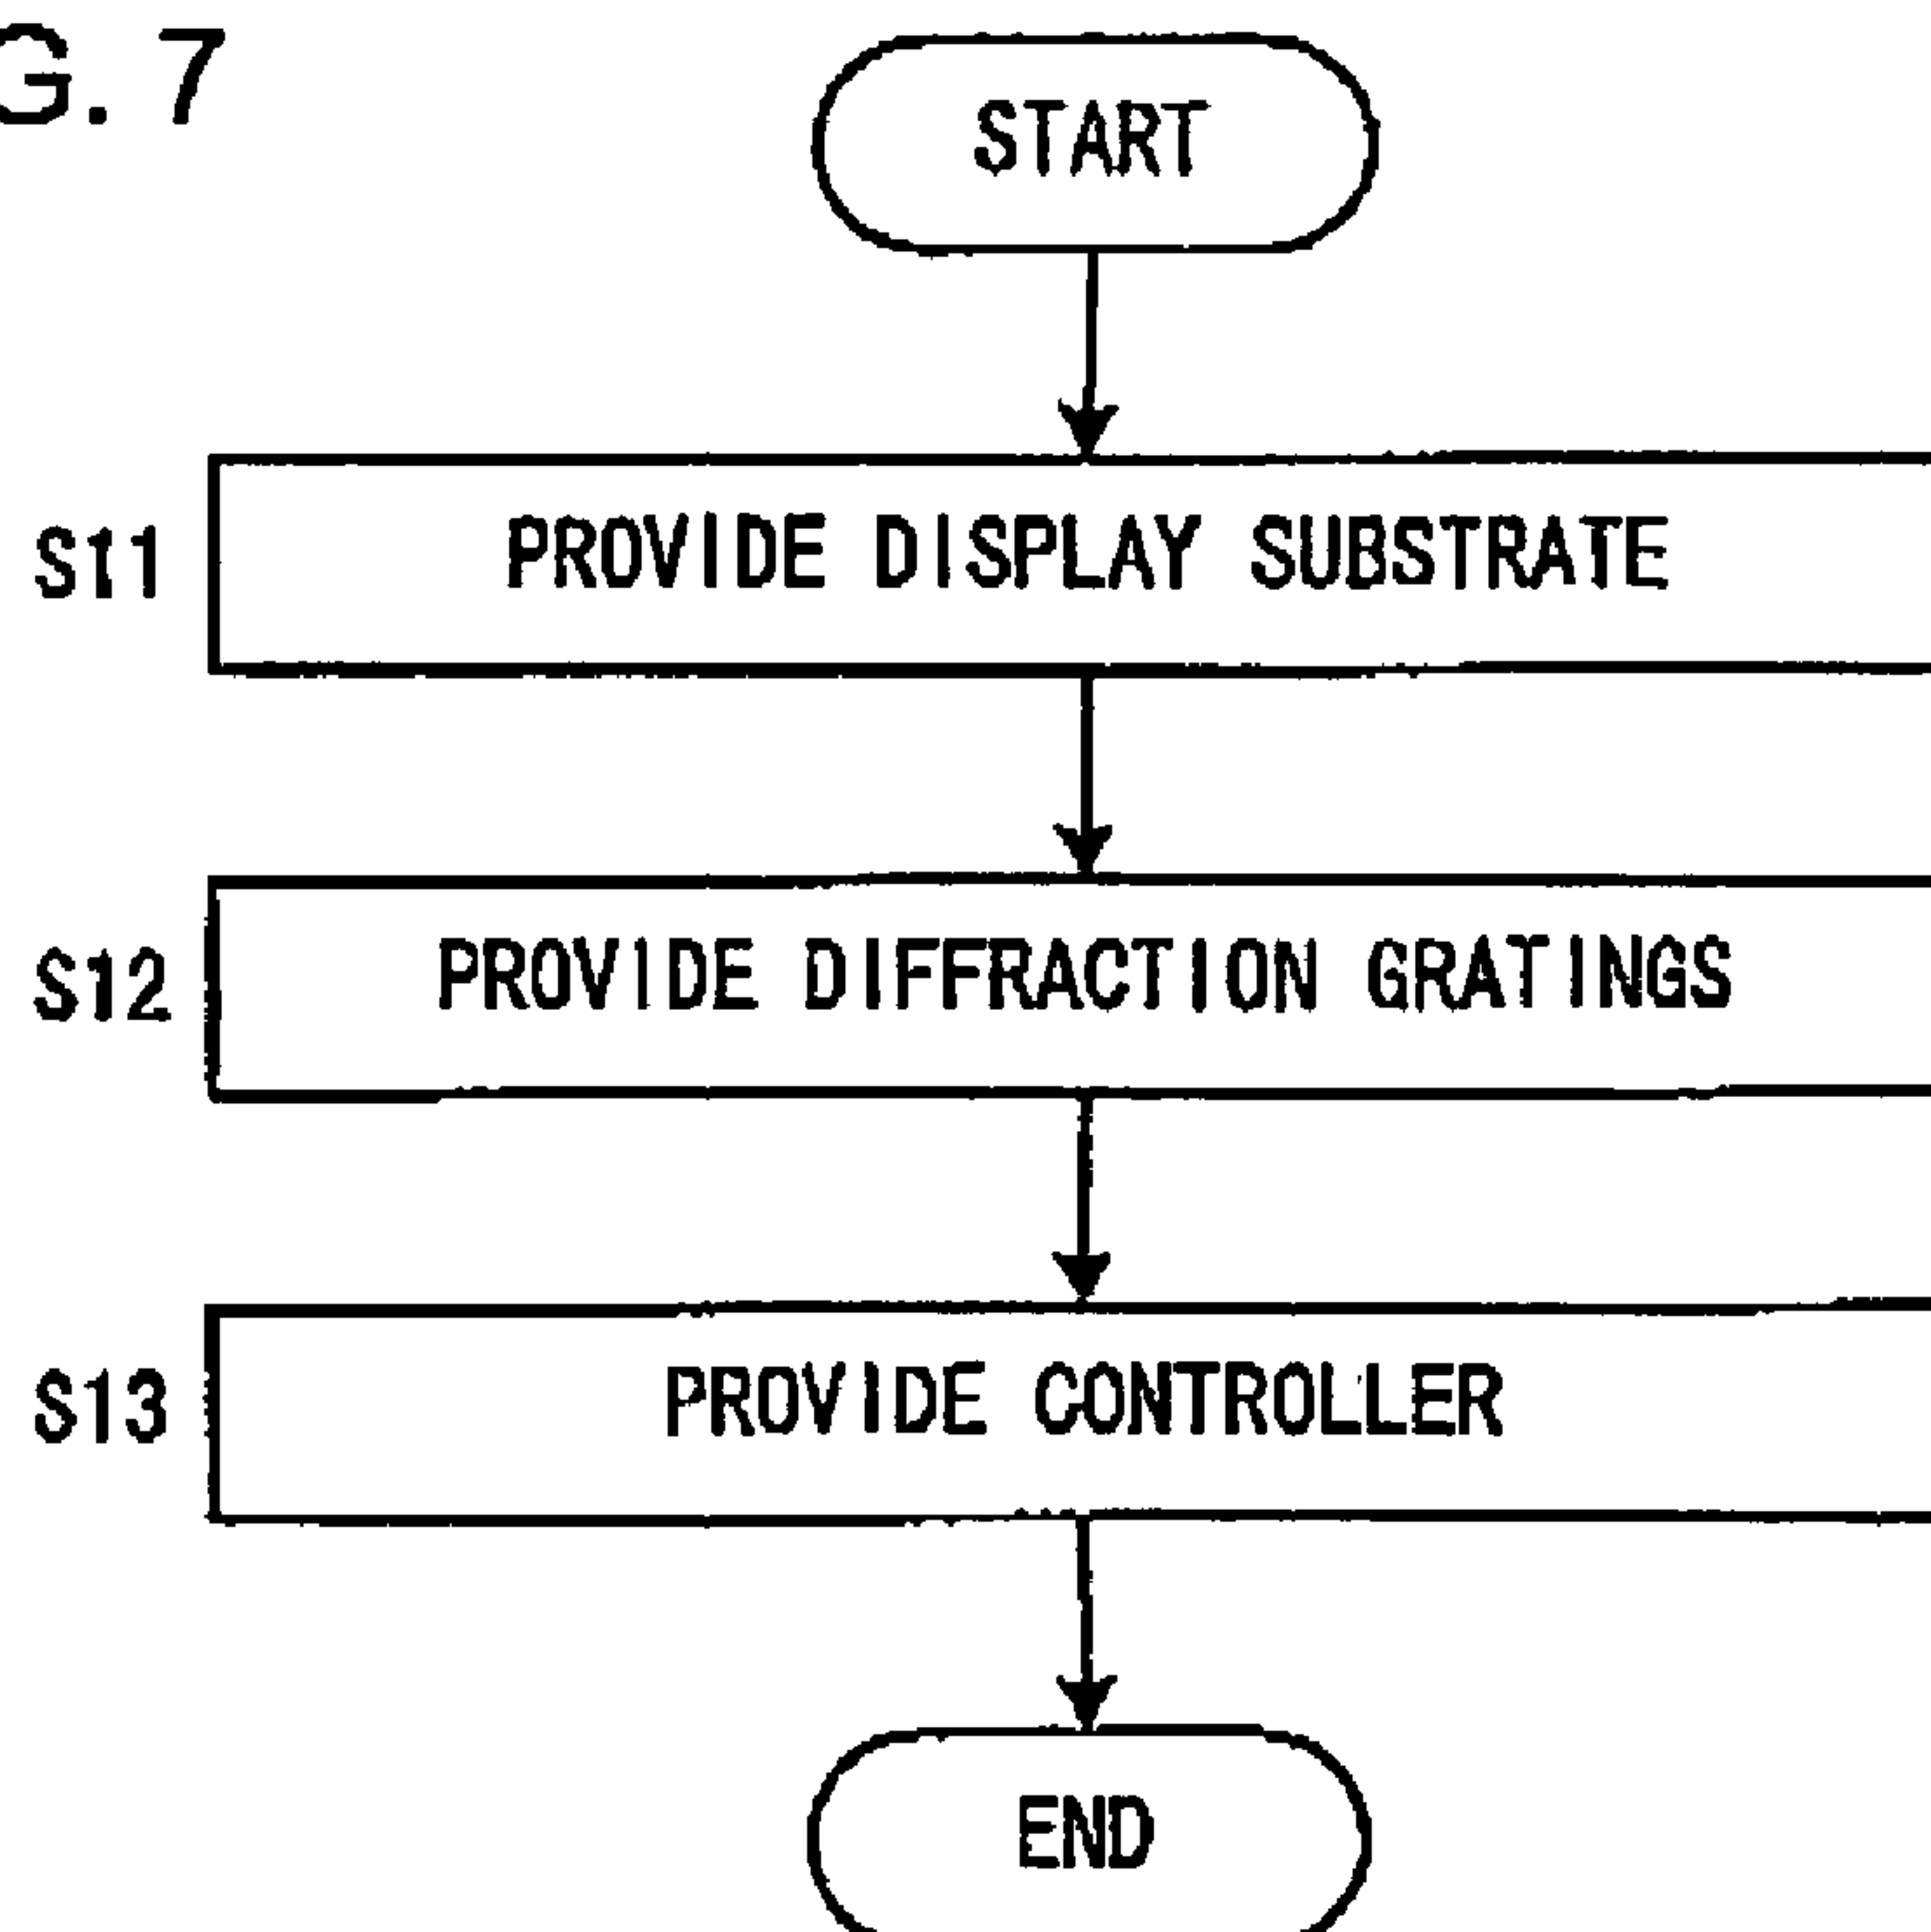 G. 7
START
S11 PROVIDE DISPLAY SUBSTRATE
S12 PROVIDE DIFFRACTION GRATINGS
S13 PROVIDE CONTROLLER
END